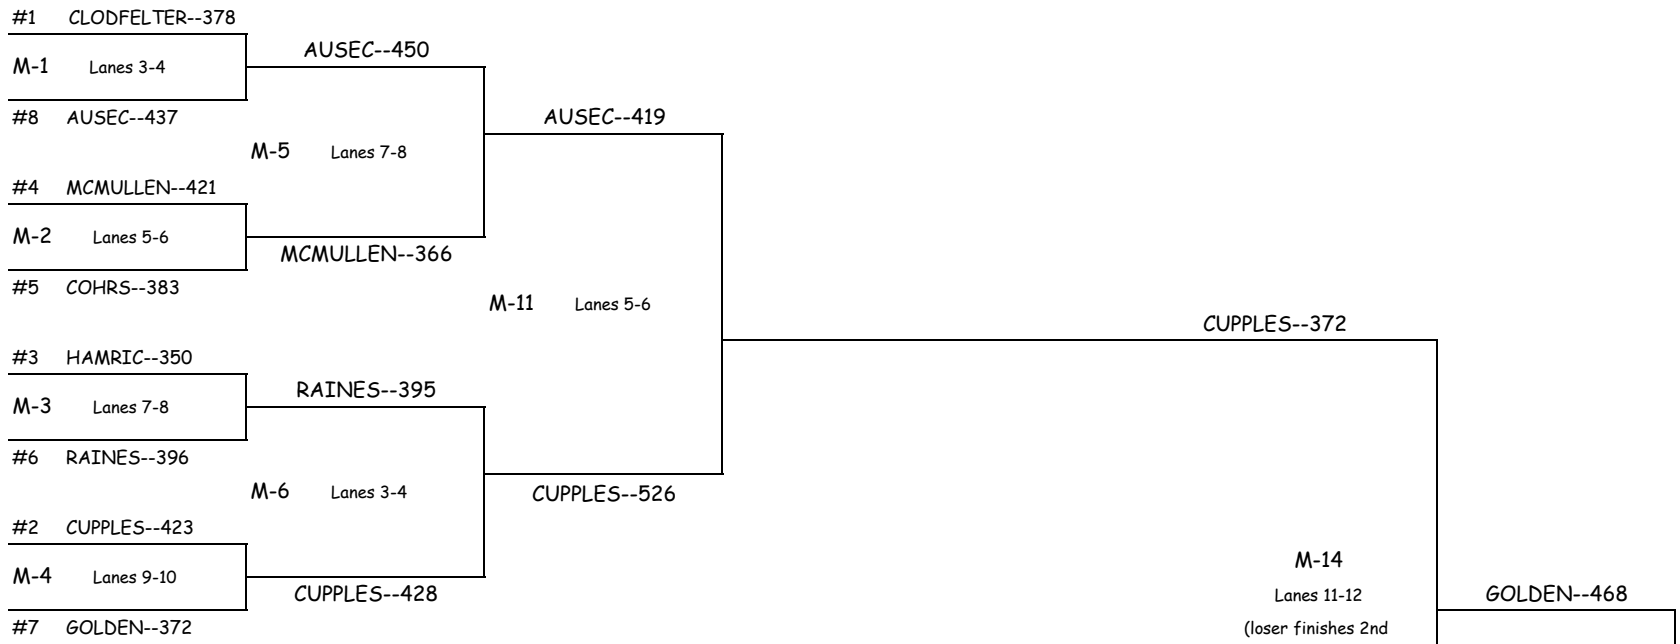 #1 CLODFELTER--378
AUSEC--450
M-1 Lanes 3-4
#8 AUSEC--437
AUSEC--419
M-5 Lanes 7-8
#4 MCMULLEN--421
M-2 Lanes 5-6
MCMULLEN--366
#5 COHRS--383
M-11 Lanes 5-6
CUPPLES--372
#3 HAMRIC--350
RAINES--395
M-3 Lanes 7-8
#6 RAINES--396
M-6 Lanes 3-4
CUPPLES--526
#2 CUPPLES--423
M-14
M-4 Lanes 9-10
CUPPLES--428
Lanes 11-12
GOLDEN--468
#7 GOLDEN--372
(loser finishes 2nd